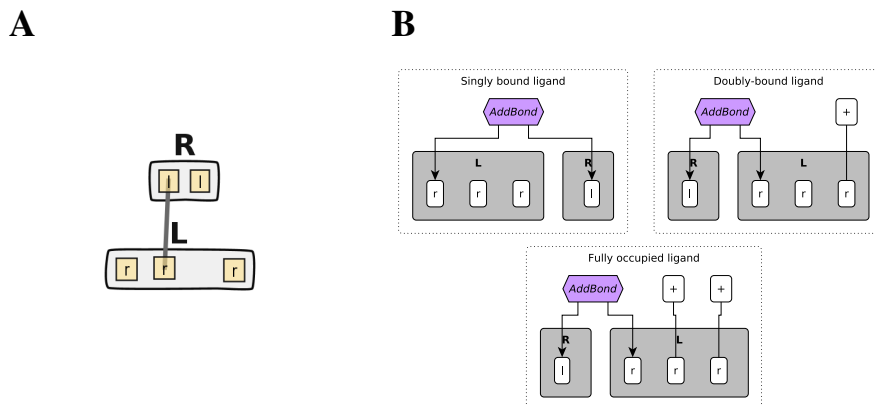 A
B
R
l l
L
r r r
Singly bound ligand
AddBond
L
R
r r r
l
Doubly-bound ligand
AddBond
+
R
L
l
r r r
Fully occupied ligand
AddBond
+ +
R
L
l
r r r